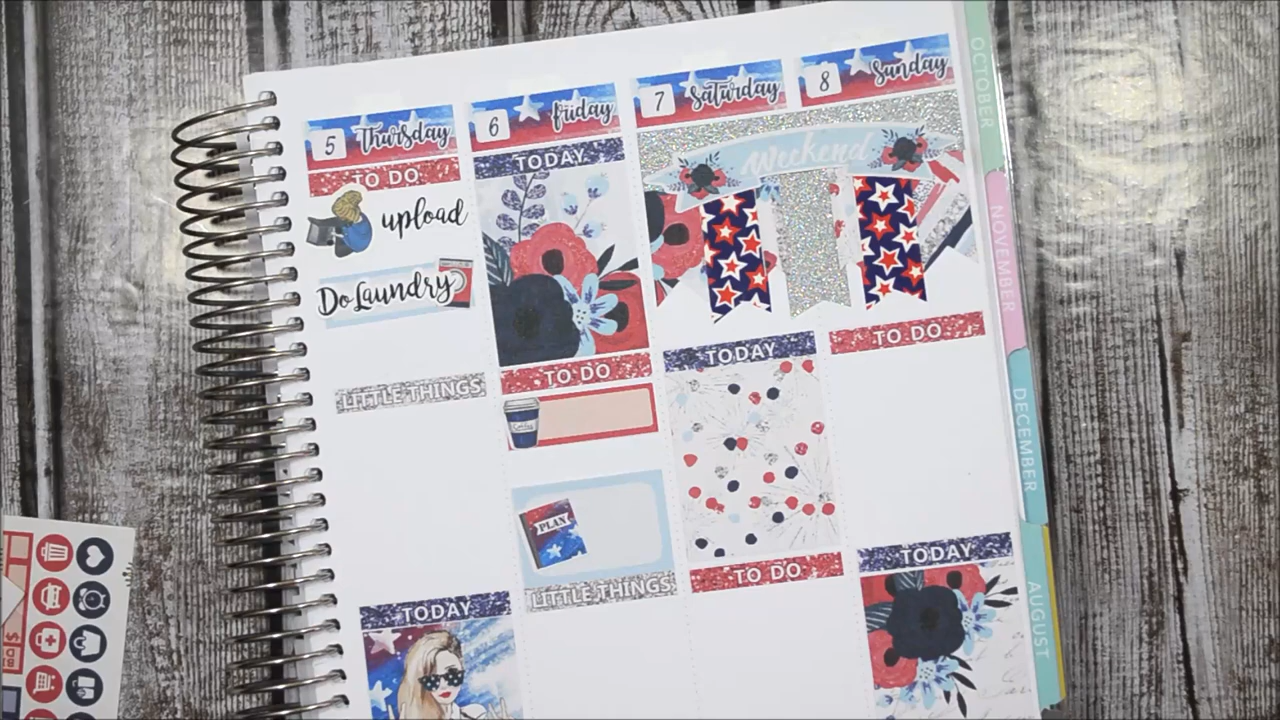 5 Thursday
TO DO
upload
Do Laundry
LITTLE THINGS
TODAY
6 friday
TODAY
TO DO
Coffee
PLAN
LITTLE THINGS
7 Saturday
8 Sunday
weekend
TODAY
TO DO
TO DO
TODAY
OCTOBER
NOVEMBER
DECEMBER
AUGUST